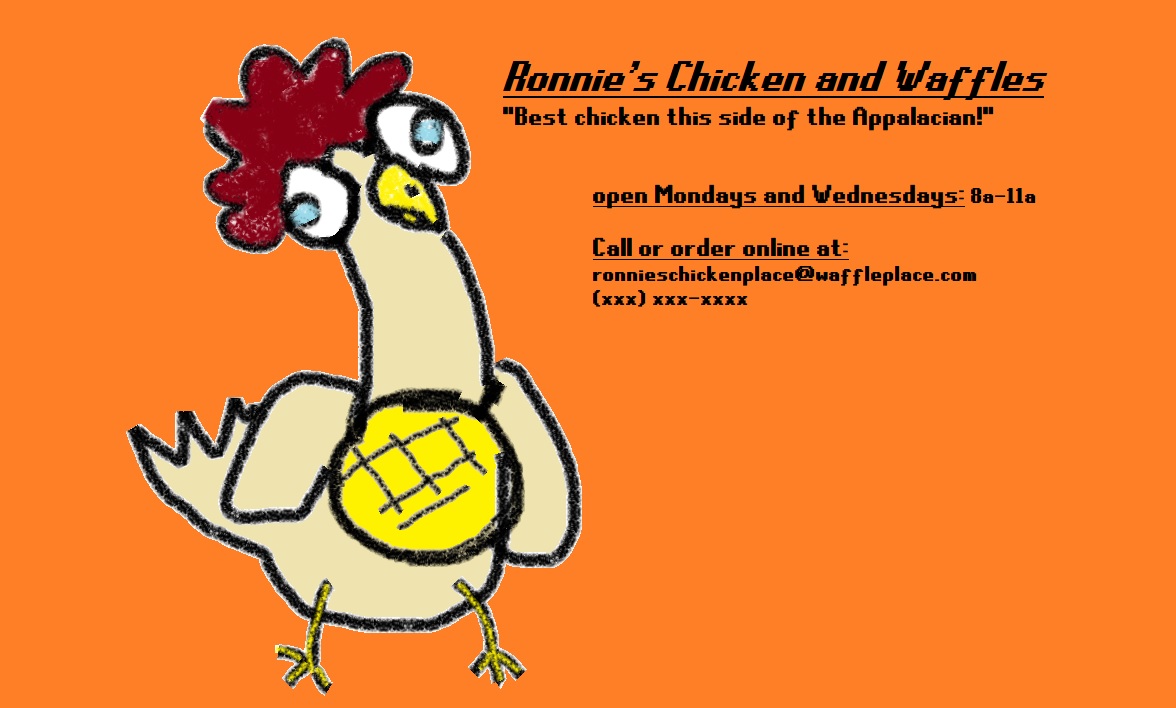 Ronnie's Chicken and Waffles
"Best chicken this side of the Appalacian!"
open Mondays and Wednesdays: 8a-11a
Call or order online at:
ronnieschickenplace@waffleplace.com
(xxx) xxx-xxxx